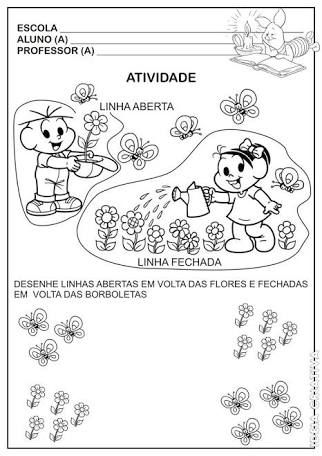 ESCOLA
ALUNO (A)
PROFESSOR (A)
ATIVIDADE
LINHA ABERTA
LINHA FECHADA
DESENHE LINHAS ABERTAS EM VOLTA DAS FLORES E FECHADAS
EM VOLTA DAS BORBOLETAS